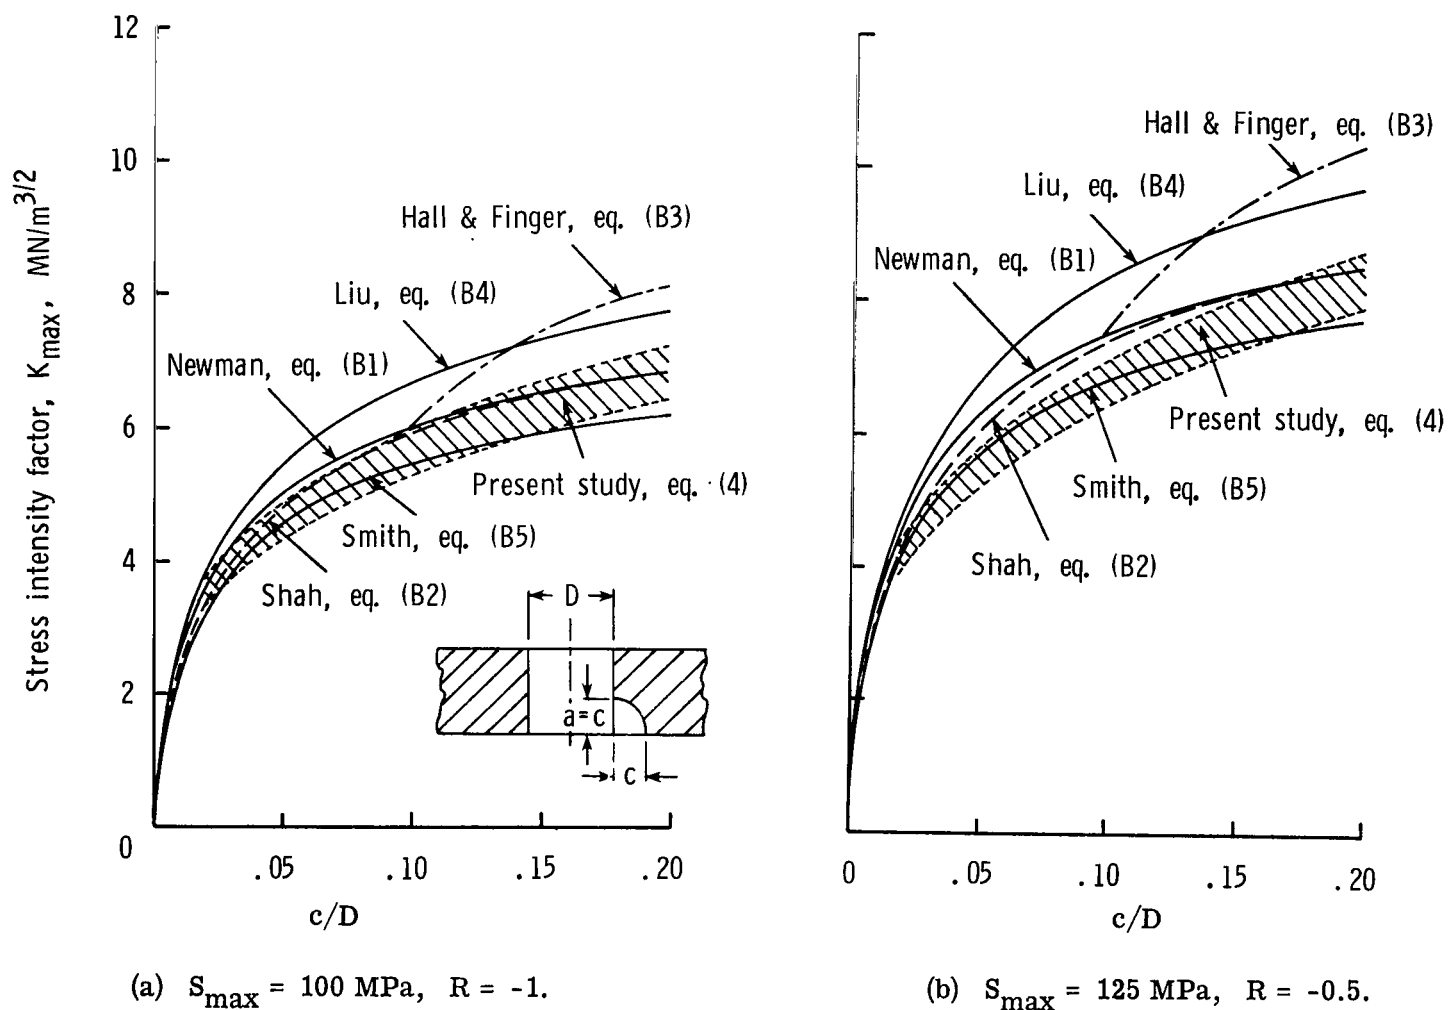 12
10
8
6
4
2
0
Stress intensity factor, K_max, MN/m^3/2
Hall & Finger, eq. (B3)
Liu, eq. (B4)
Newman, eq. (B1)
Present study, eq. (4)
Smith, eq. (B5)
Shah, eq. (B2)
D
a=c
c
.05
.10
.15
.20
c/D
(a) S_max = 100 MPa, R = -1.
Hall & Finger, eq. (B3)
Liu, eq. (B4)
Newman, eq. (B1)
Present study, eq. (4)
Smith, eq. (B5)
Shah, eq. (B2)
0
.05
.10
.15
.20
c/D
(b) S_max = 125 MPa, R = -0.5.